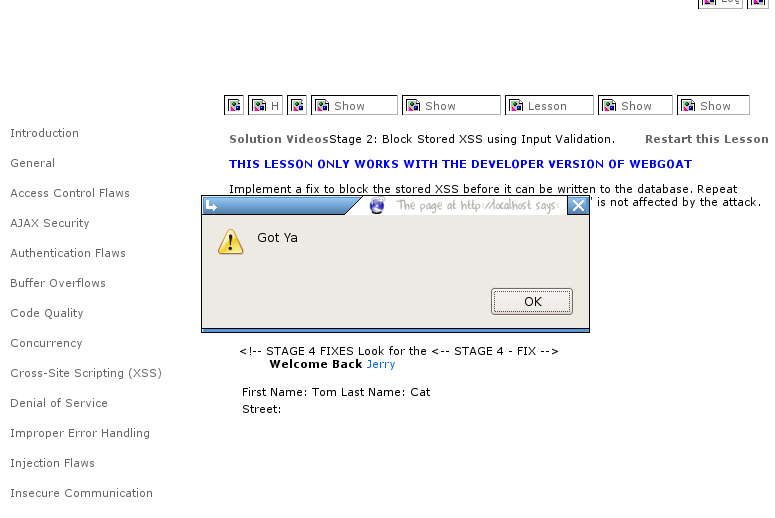 H Show Show Lesson Show Show
Introduction
General
Access Control Flaws
AJAX Security
Authentication Flaws
Buffer Overflows
Code Quality
Concurrency
Cross-Site Scripting (XSS)
Denial of Service
Improper Error Handling
Injection Flaws
Insecure Communication
Solution Videos Stage 2: Block Stored XSS using Input Validation. Restart this Lesson
THIS LESSON ONLY WORKS WITH THE DEVELOPER VERSION OF WEBGOAT
Implement a fix to block the stored XSS before it can be written to the database. Repeat
' is not affected by the attack.
The page at http://localhost says:
Got Ya
OK
<!-- STAGE 4 FIXES Look for the <-- STAGE 4 - FIX -->
Welcome Back Jerry
First Name: Tom Last Name: Cat
Street: